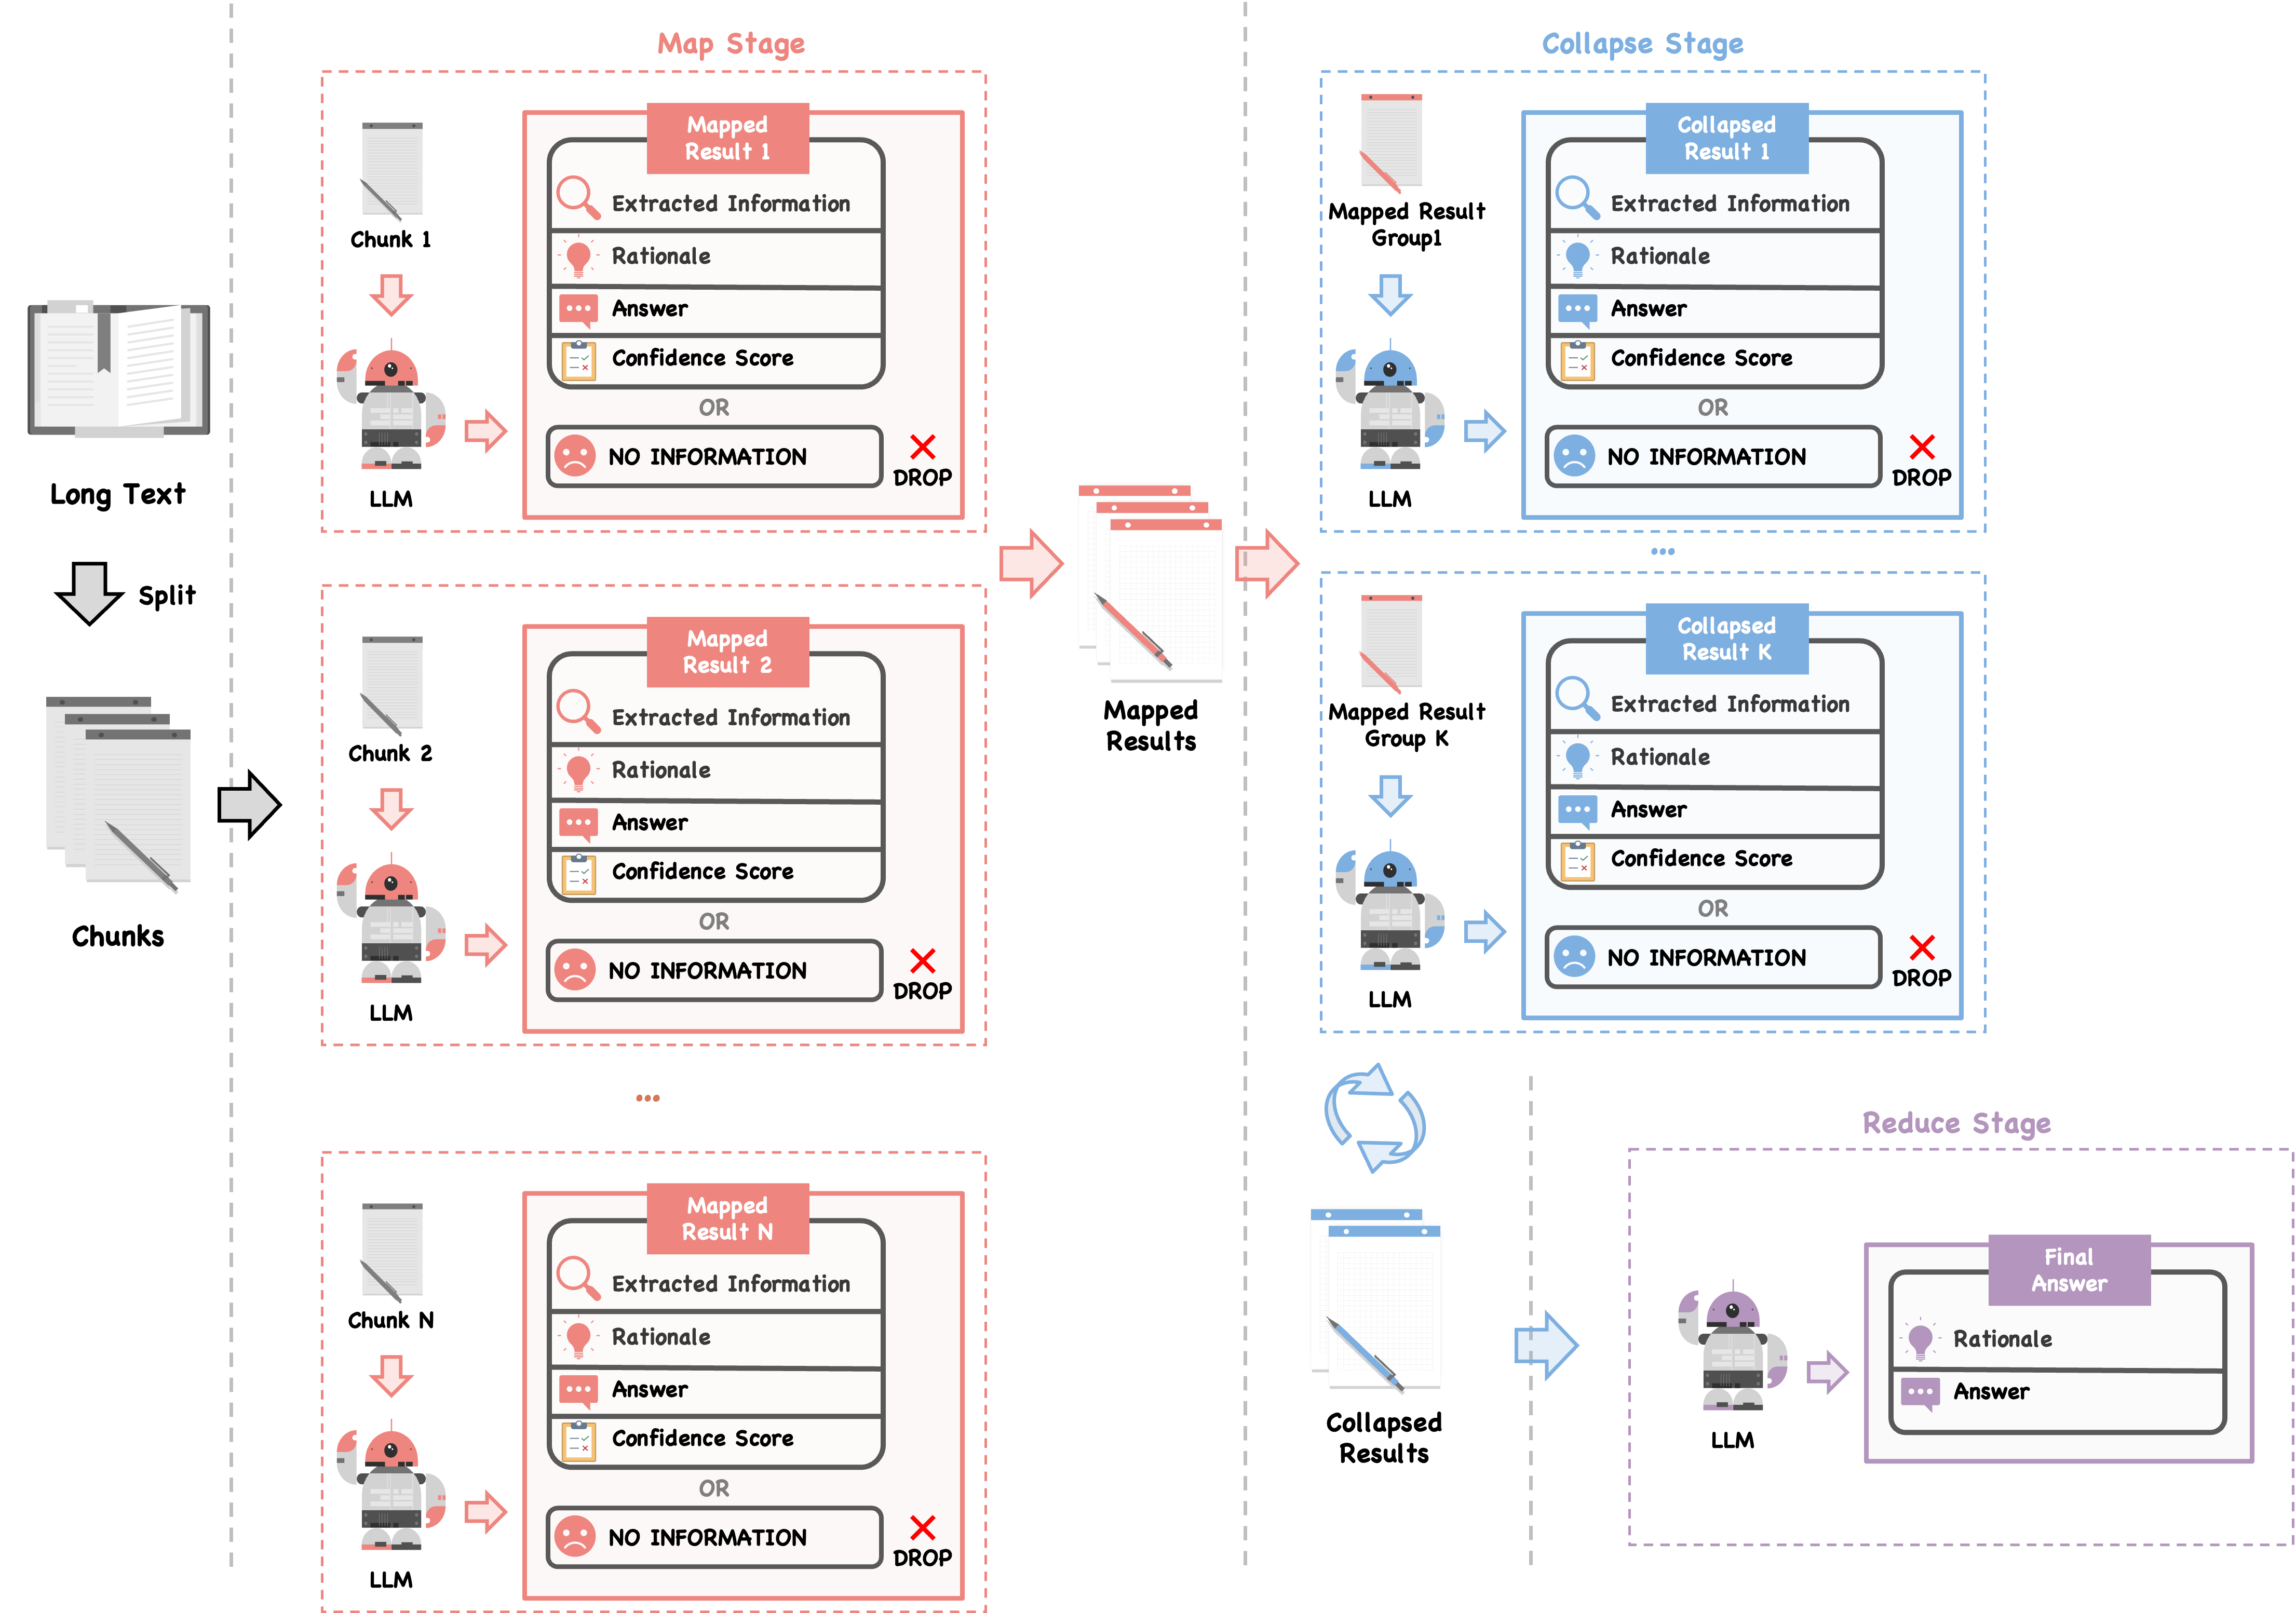 Long Text
Split
Chunks
Map Stage
Chunk 1
LLM
Mapped
Result 1
Extracted Information
Rationale
Answer
Confidence Score
OR
NO INFORMATION
DROP
Chunk 2
LLM
Mapped
Result 2
Extracted Information
Rationale
Answer
Confidence Score
OR
NO INFORMATION
DROP
...
Chunk N
LLM
Mapped
Result N
Extracted Information
Rationale
Answer
Confidence Score
OR
NO INFORMATION
DROP
Mapped
Results
Collapse Stage
Mapped Result
Group1
LLM
Collapsed
Result 1
Extracted Information
Rationale
Answer
Confidence Score
OR
NO INFORMATION
DROP
...
Mapped Result
Group K
LLM
Collapsed
Result K
Extracted Information
Rationale
Answer
Confidence Score
OR
NO INFORMATION
DROP
Collapsed
Results
Reduce Stage
LLM
Final
Answer
Rationale
Answer